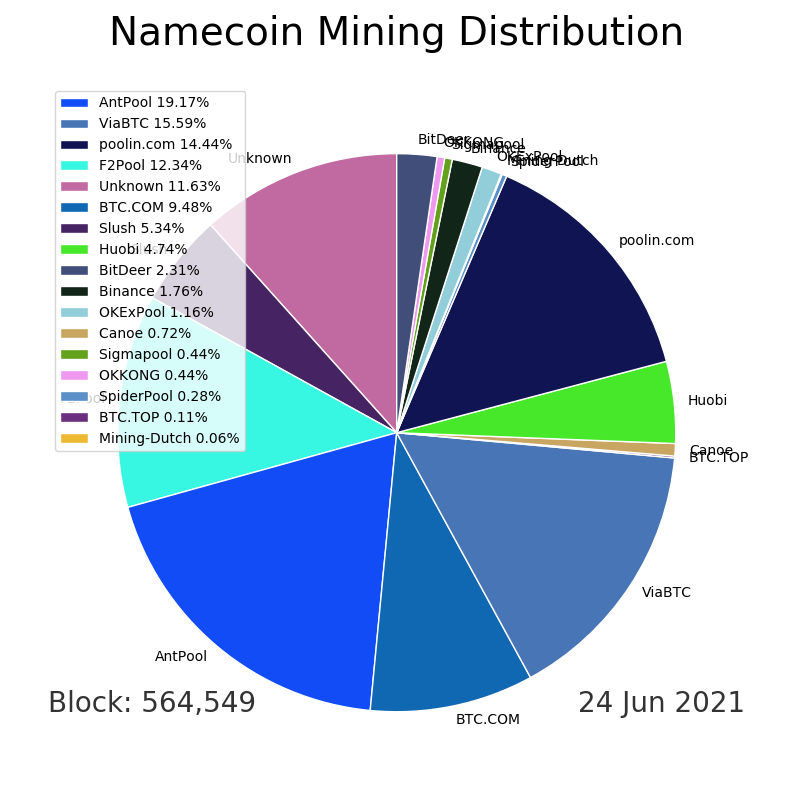 Namecoin Mining Distribution
AntPool 19.17%
ViaBTC 15.59%
poolin.com 14.44%
F2Pool 12.34%
Unknown 11.63%
BTC.COM 9.48%
Slush 5.34%
Huobi 4.74%
BitDeer 2.31%
Binance 1.76%
OKExPool 1.16%
Canoe 0.72%
Sigmapool 0.44%
OKKONG 0.44%
SpiderPool 0.28%
BTC.TOP 0.11%
Mining-Dutch 0.06%
Unknown
BitDeer
OKKONG
Sigmapool
Binance
OKExPool
Mining-Dutch
SpiderPool
poolin.com
Huobi
Canoe
BTC.TOP
ViaBTC
BTC.COM
AntPool
Block: 564,549
24 Jun 2021